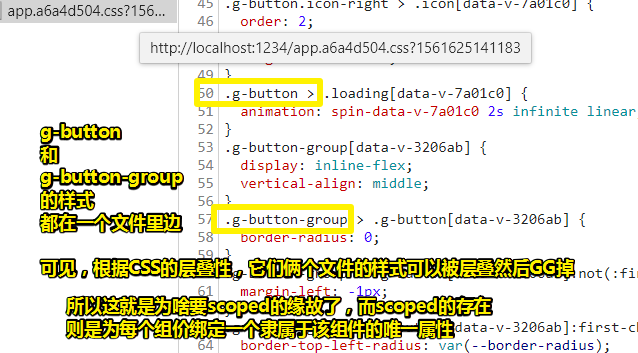 app.a6a4d504.css?156...
45 .g-button.icon-right > .icon[data-v-7a01c0] {
46 order: 2;
http://localhost:1234/app.a6a4d504.css?1561625141183
49 }
50 .g-button > .loading[data-v-7a01c0] {
51 animation: spin-data-v-7a01c0 2s infinite linear
52 }
53 .g-button-group[data-v-3206ab] {
54 display: inline-flex;
55 vertical-align: middle;
56 }
57 .g-button-group > .g-button[data-v-3206ab] {
58 border-radius: 0;
g-button
和
g-button-group
的样式
都在一个文件里边
可见，根据CSS的层叠性，它们俩个文件的样式可以被层叠然后GG掉
:not(:fi
margin-left: -1px;
所以这就是为啥要scoped的缘故了，而scoped的存在
则是为每个组价绑定一个隶属于该组件的唯一属性
]:first-ch
border-top-left-radius: var(--border-radius);